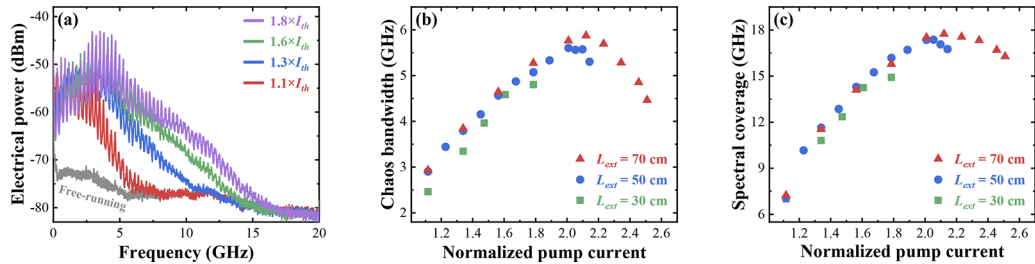 (a)
1.8×I_th
1.6×I_th
1.3×I_th
1.1×I_th
Free-running
Electrical power (dBm)
-40
-50
-60
-70
-80
0
5
10
15
20
Frequency (GHz)
(b)
Chaos bandwidth (GHz)
6
5
4
3
2
L_ext = 70 cm
L_ext = 50 cm
L_ext = 30 cm
1.2
1.4
1.6
1.8
2.0
2.2
2.4
2.6
Normalized pump current
(c)
Spectral coverage (GHz)
18
15
12
9
6
L_ext = 70 cm
L_ext = 50 cm
L_ext = 30 cm
1.2
1.4
1.6
1.8
2.0
2.2
2.4
2.6
Normalized pump current